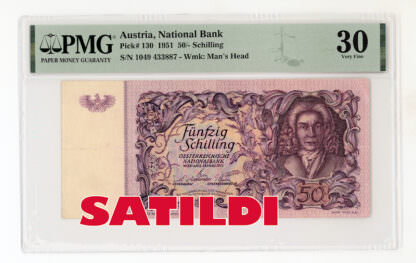 PMG
PAPER MONEY GUARANTY
Austria, National Bank
Pick# 130 1951 50/- Schilling
S/N 1049 433887 - Wmk: Man's Head
30
Very Fine
Fünfzig
Schilling
OESTERREICHISCHE
NATIONALBANK
50
SATILDI